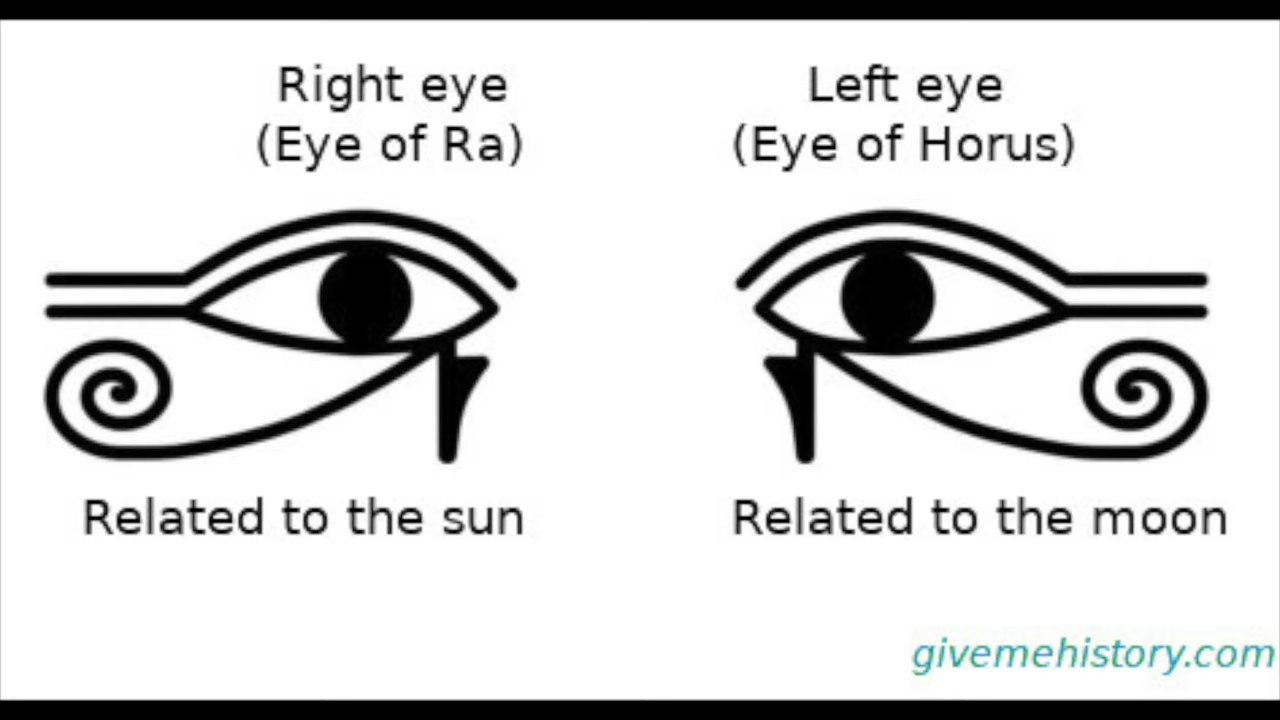 Right eye
(Eye of Ra)
Left eye
(Eye of Horus)
Related to the sun
Related to the moon
givemehistory.com